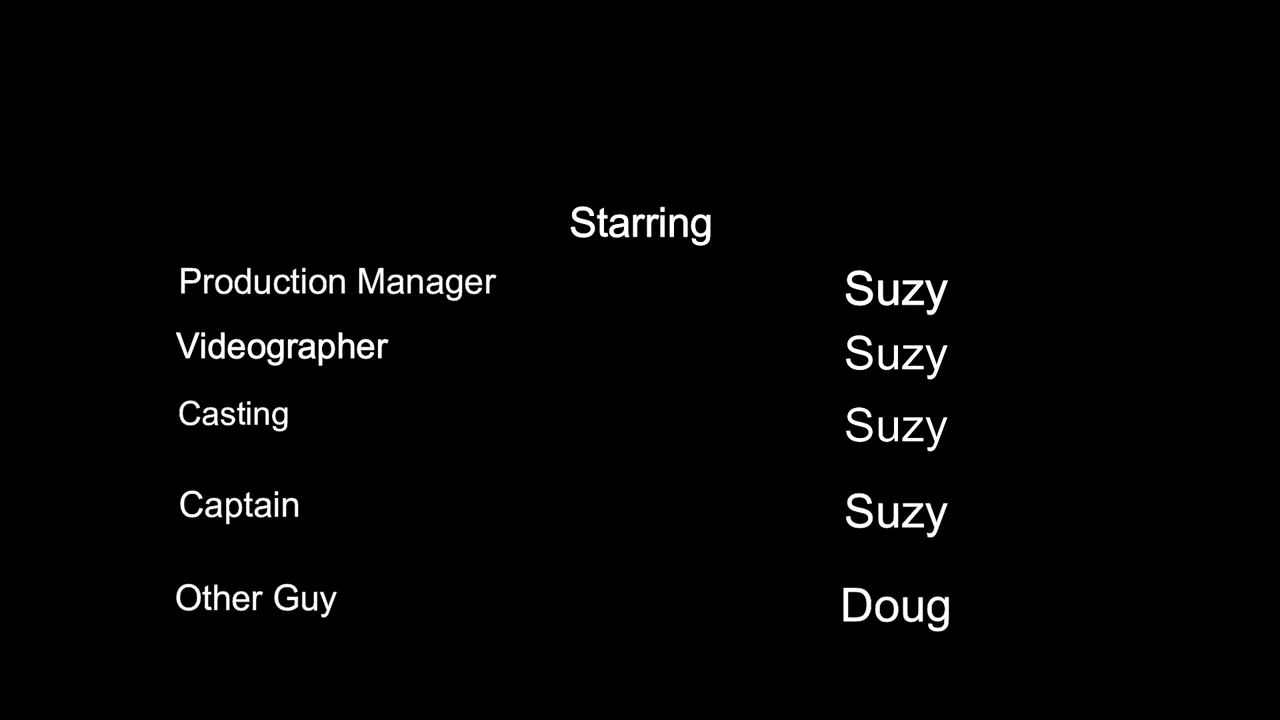 Starring
Production Manager Suzy
Videographer Suzy
Casting Suzy
Captain Suzy
Other Guy Doug